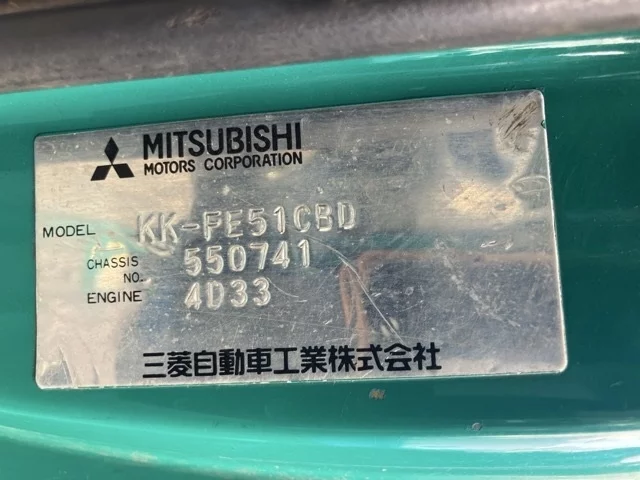 MITSUBISHI
MOTORS CORPORATION
MODEL KK-FE51CBD
CHASSIS NO. 550741
ENGINE 4D33
三菱自動車工業株式会社